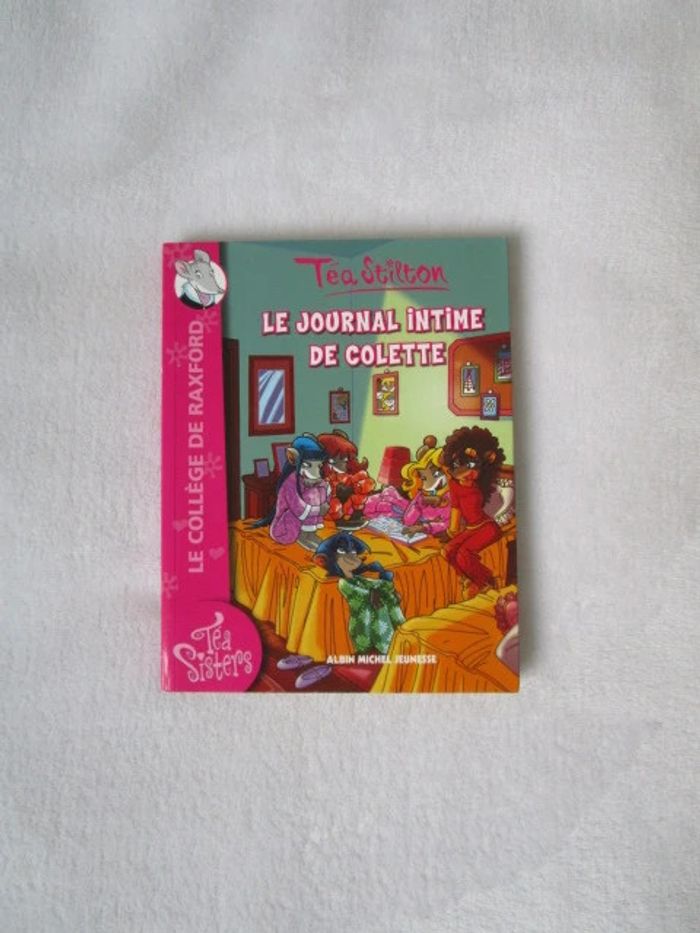 Téa Stilton
LE JOURNAL iNTiME
DE COLETTE
LE COLLÈGE DE RAXFORD
Téa
Sisters
ALBIN MICHEL JEUNESSE